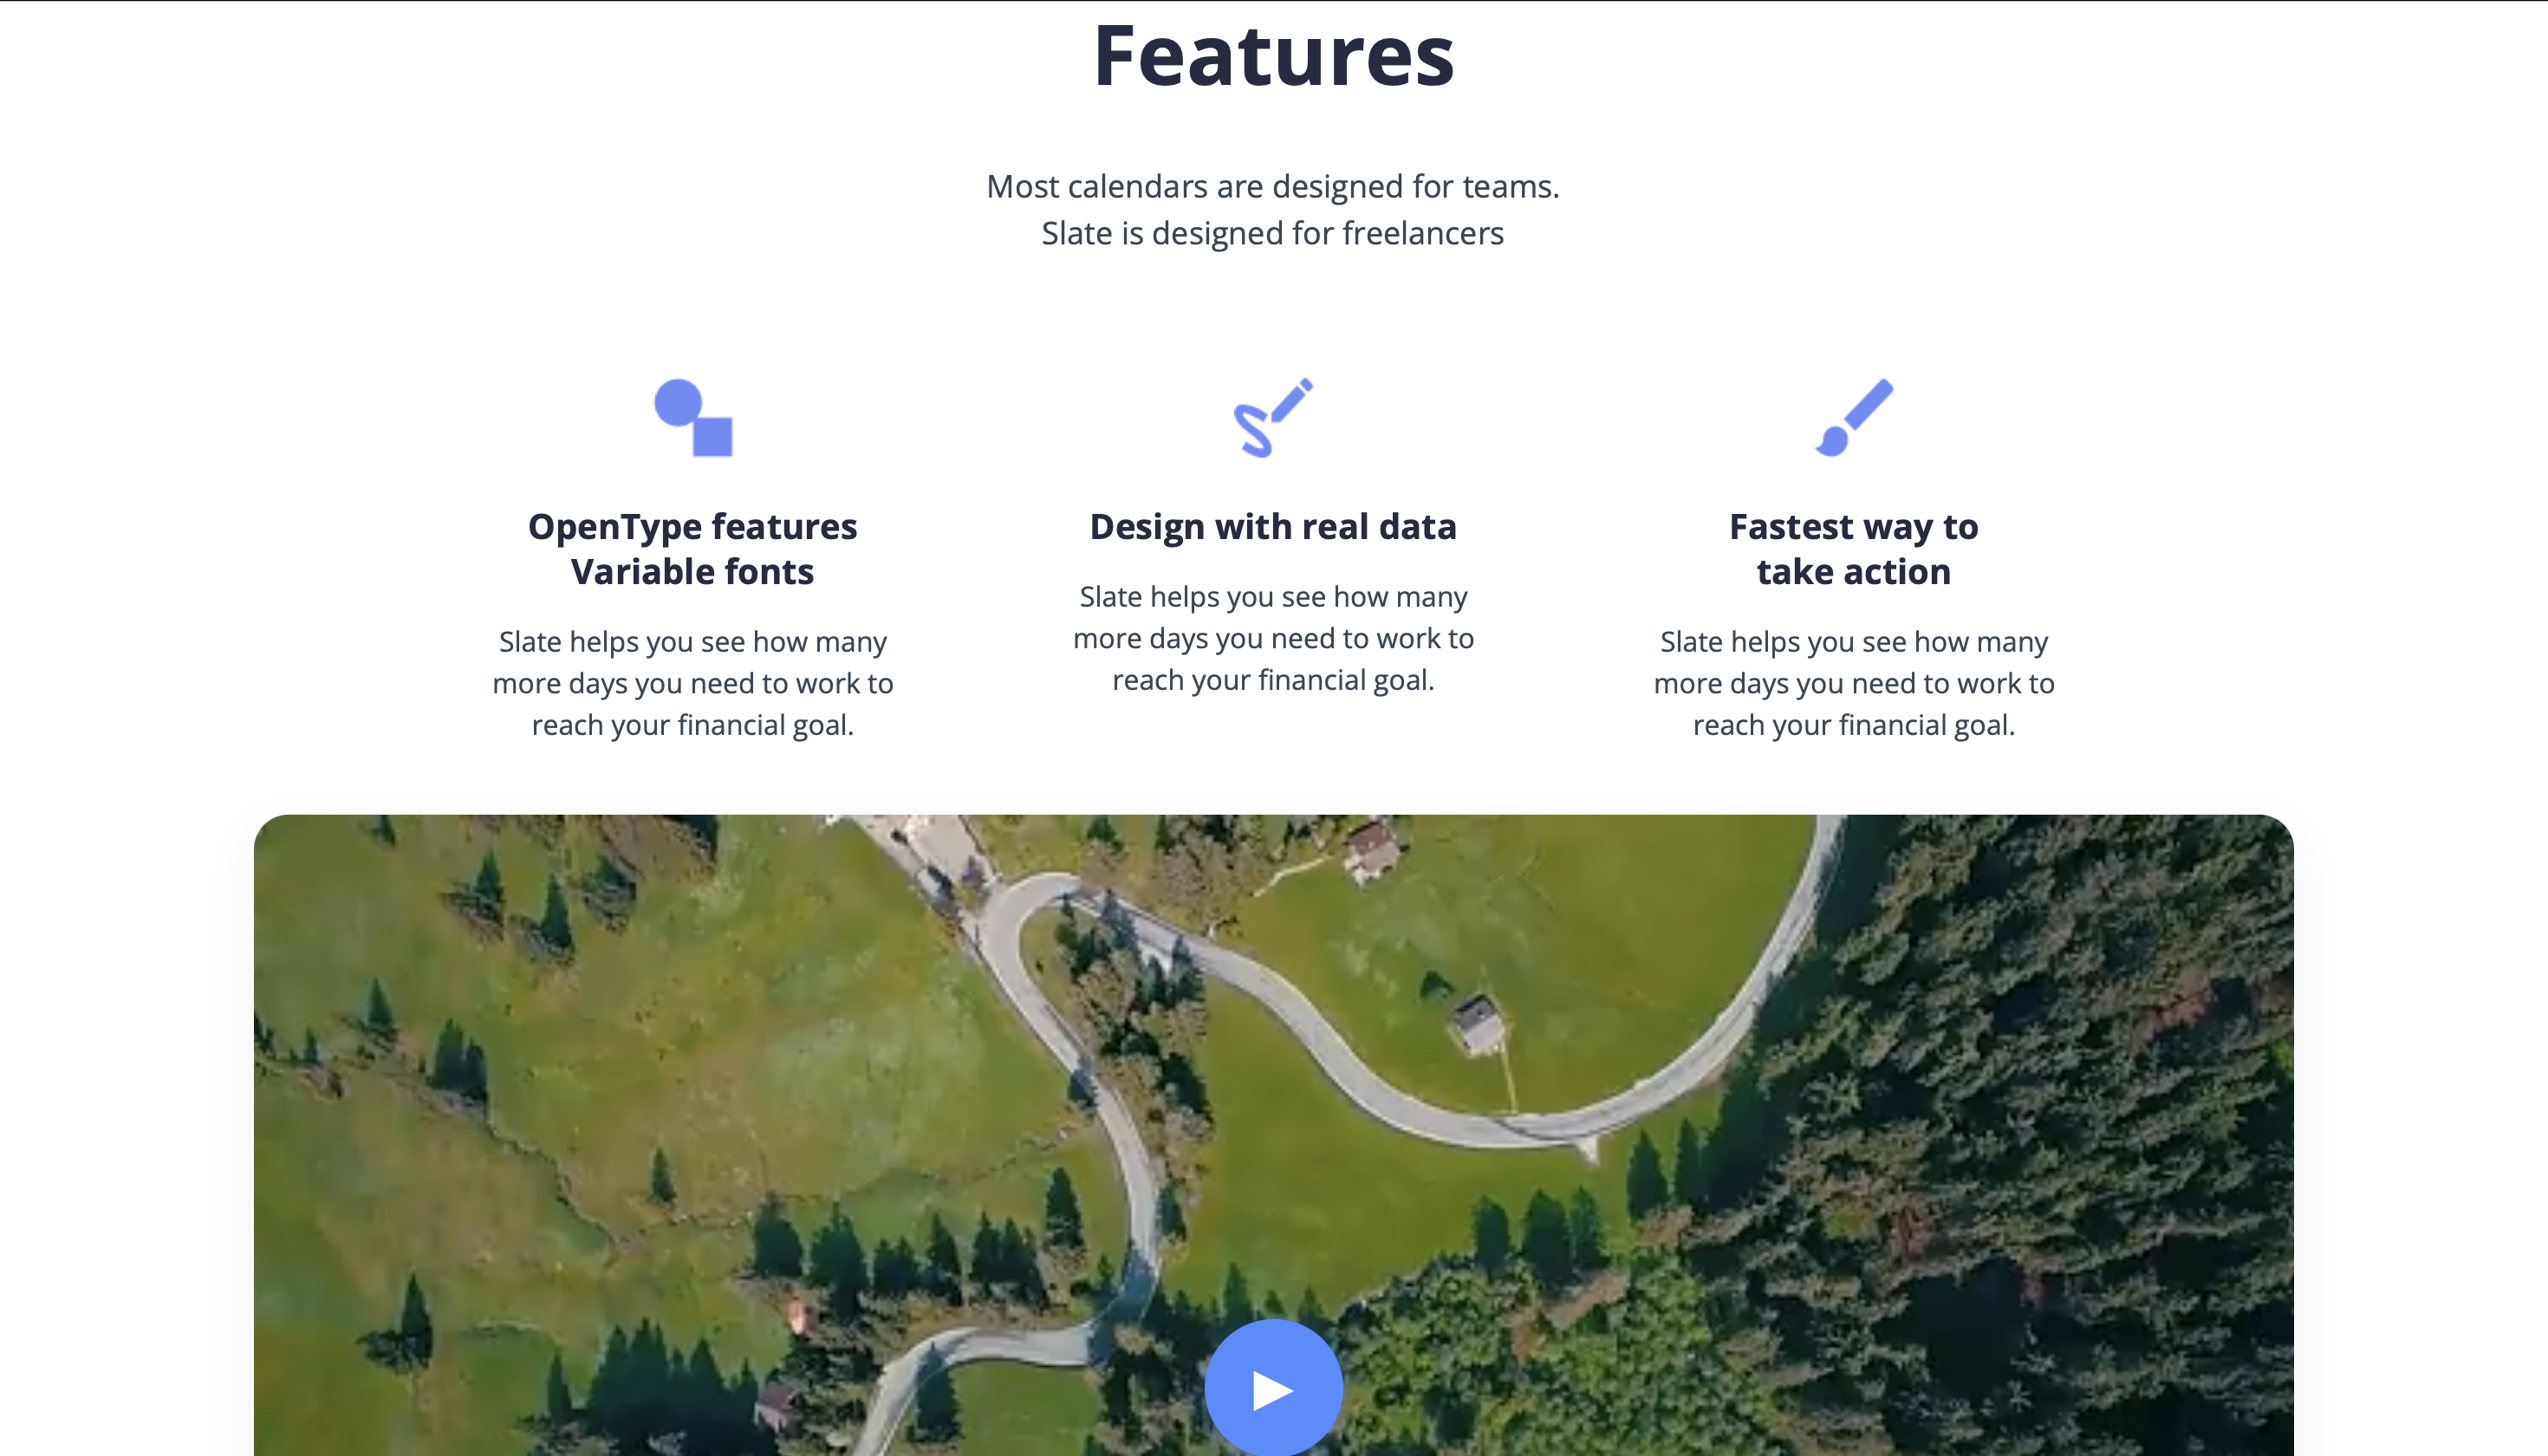 Features
Most calendars are designed for teams.
Slate is designed for freelancers
OpenType features
Variable fonts
Slate helps you see how many
more days you need to work to
reach your financial goal.
Design with real data
Slate helps you see how many
more days you need to work to
reach your financial goal.
Fastest way to
take action
Slate helps you see how many
more days you need to work to
reach your financial goal.